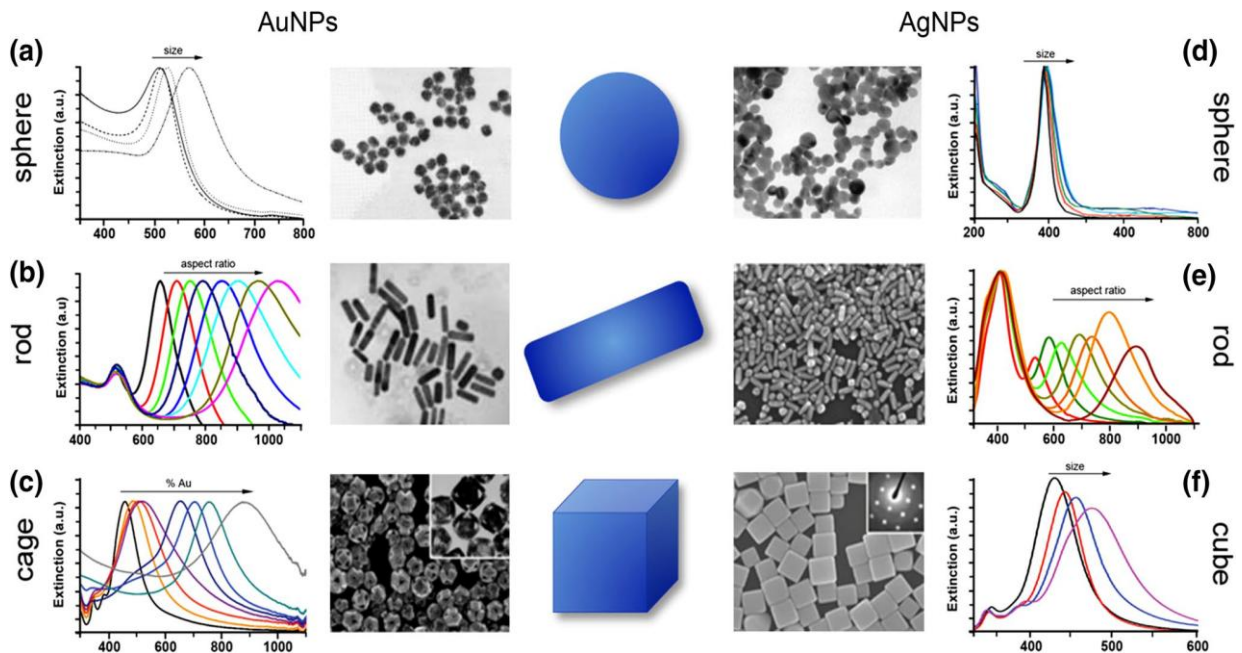 AuNPs
AgNPs
(a)
size
sphere
Extinction (a.u.)
400 500 600 700 800
size
(d)
sphere
Extinction (a.u.)
200 400 400 600 800
(b)
aspect ratio
rod
Extinction (a.u)
400 600 800 1000
aspect ratio
(e)
rod
Extinction (a.u.)
400 600 800 1000
(c)
% Au
cage
Extinction (a.u.)
400 600 800 1000
size
(f)
cube
Extinction (a.u.)
400 500 600